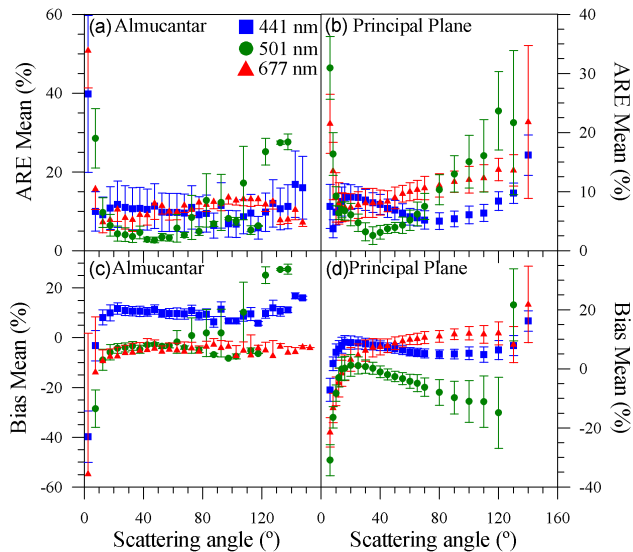 (a) Almucantar
441 nm
501 nm
677 nm
(b) Principal Plane
60
40
20
0
ARE Mean (%)
40
30
20
10
0
ARE Mean (%)
(c) Almucantar
(d) Principal Plane
20
0
-20
-40
-60
Bias Mean (%)
20
0
-20
-40
Bias Mean (%)
0 40 80 120 0 40 80 120 160
Scattering angle (º) Scattering angle (º)